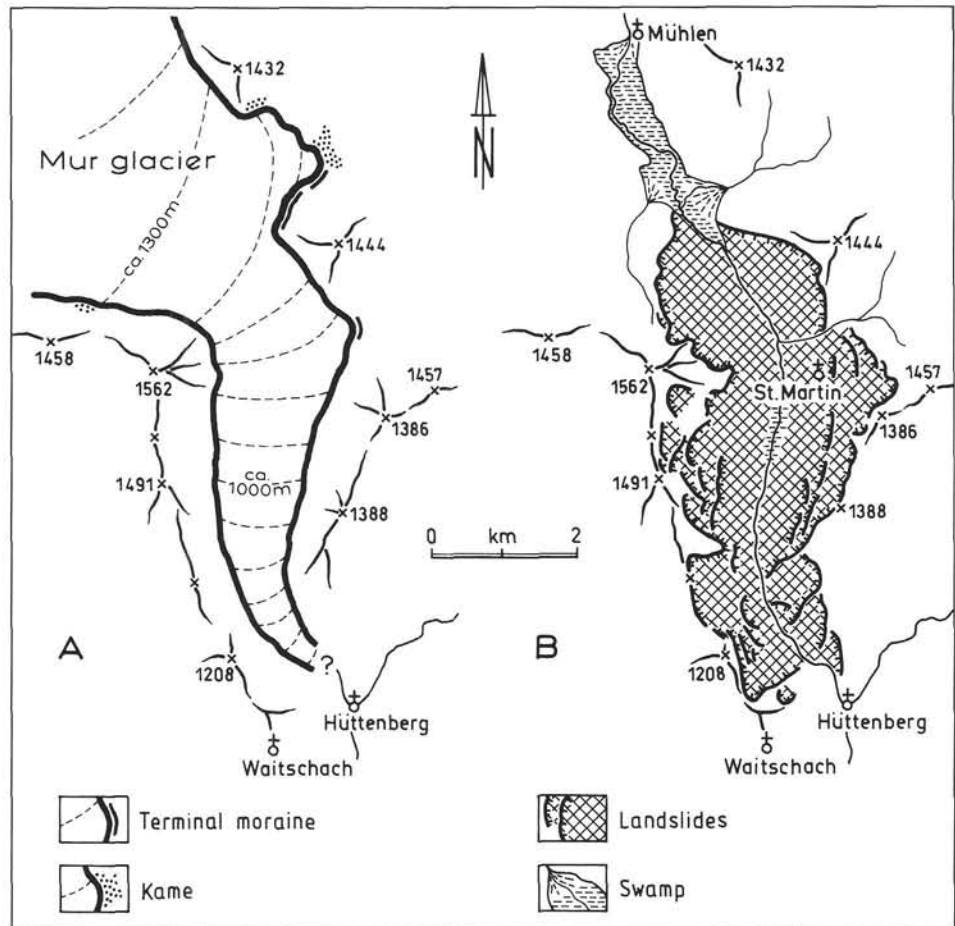 1432
Mur glacier
ca. 1300m
1444
1458
1562
1457
1386
1491
ca.
1000m
1388
A
1208
?
Hüttenberg
Waitschach
N
0 km 2
Mühlen
1432
1444
1458
1562
St. Martin
1457
1386
1491
1388
B
1208
Hüttenberg
Waitschach
Terminal moraine
Kame
Landslides
Swamp